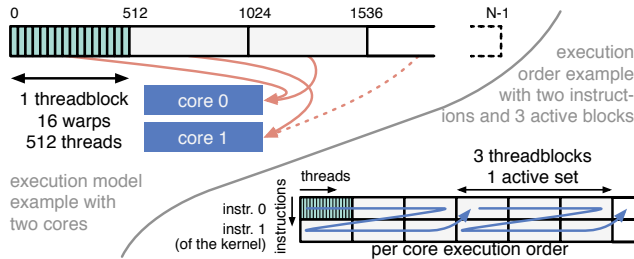 0 512 1024 1536 N-1
execution
order example
with two instruct-
ions and 3 active blocks
1 threadblock
16 warps
512 threads
core 0
core 1
execution model
example with
two cores
threads
3 threadblocks
1 active set
instructions
instr. 0
instr. 1
(of the kernel)
per core execution order